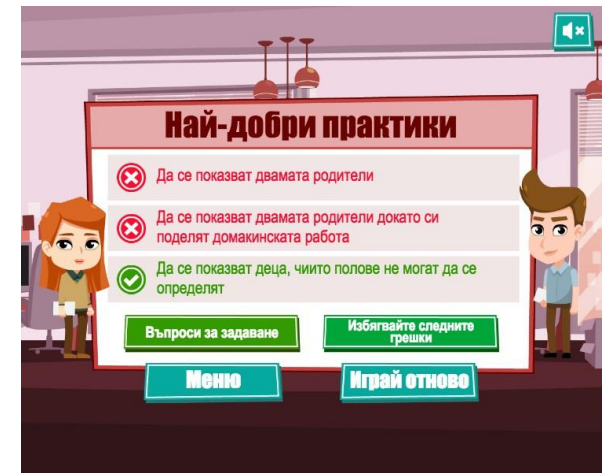 Най-добри практики
Да се показват двамата родители
Да се показват двамата родители докато си
поделят домакинската работа
Да се показват деца, чиито полове не могат да се
определят
Въпроси за задаване
Избягвайте следните
грешки
Меню
Играй отново